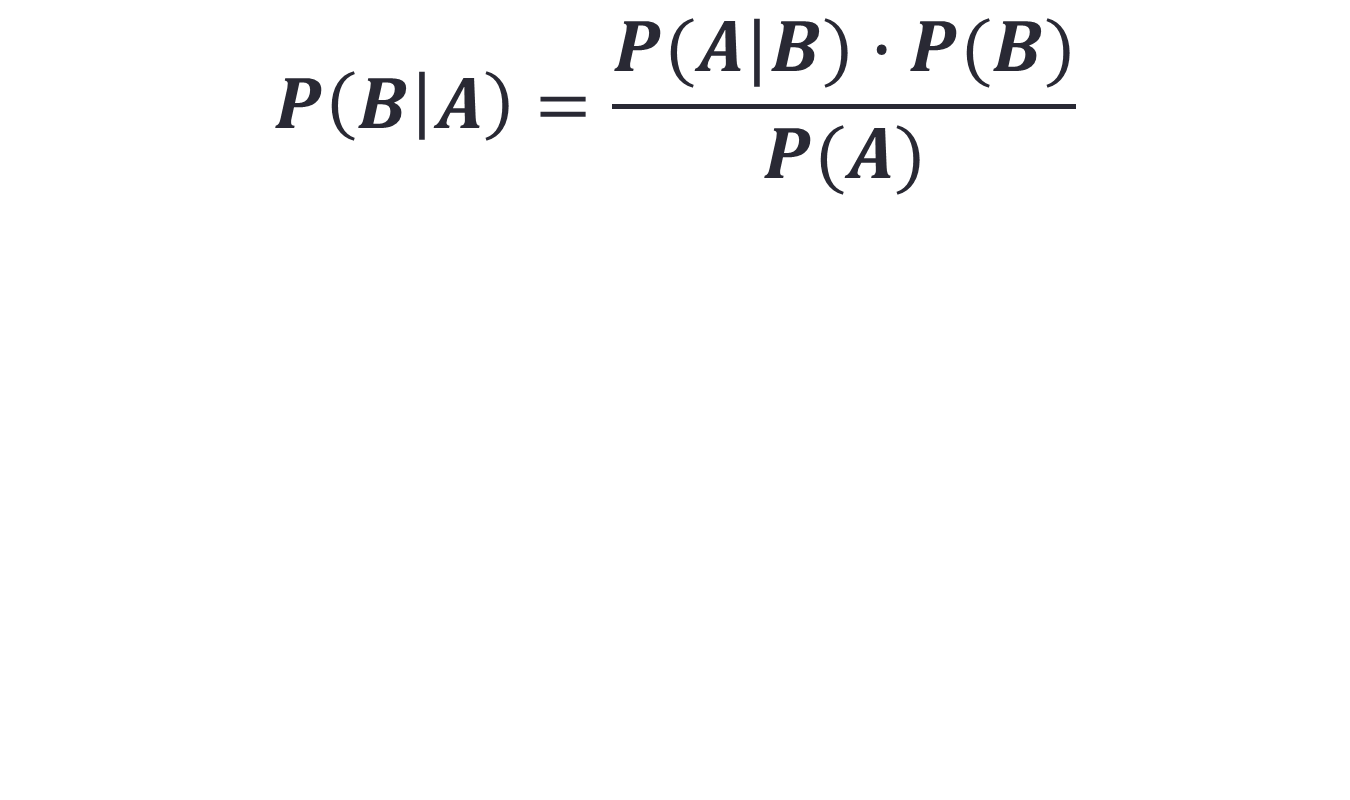 P(B|A) = P(A|B) · P(B) / P(A)